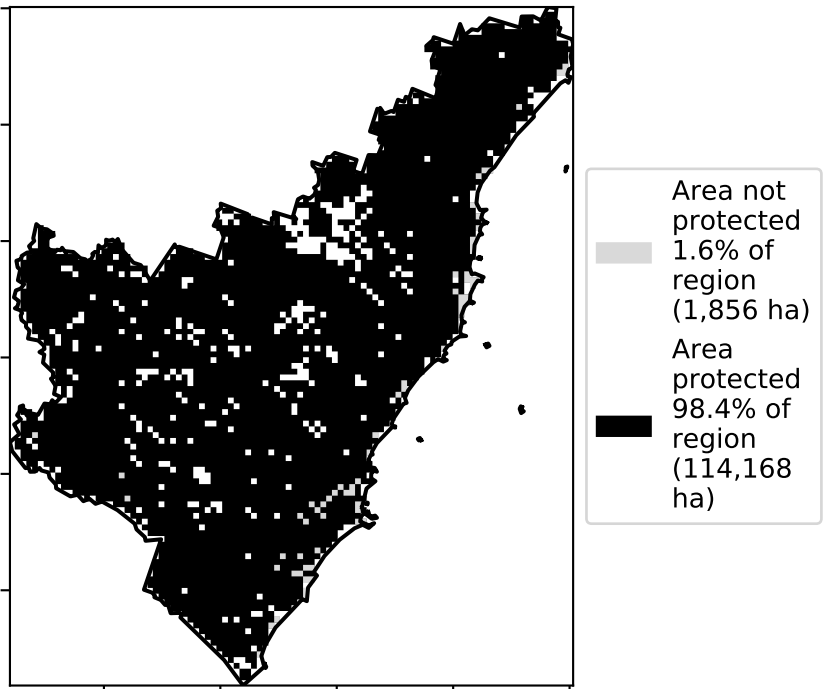 Area not
protected
1.6% of
region
(1,856 ha)
Area
protected
98.4% of
region
(114,168
ha)